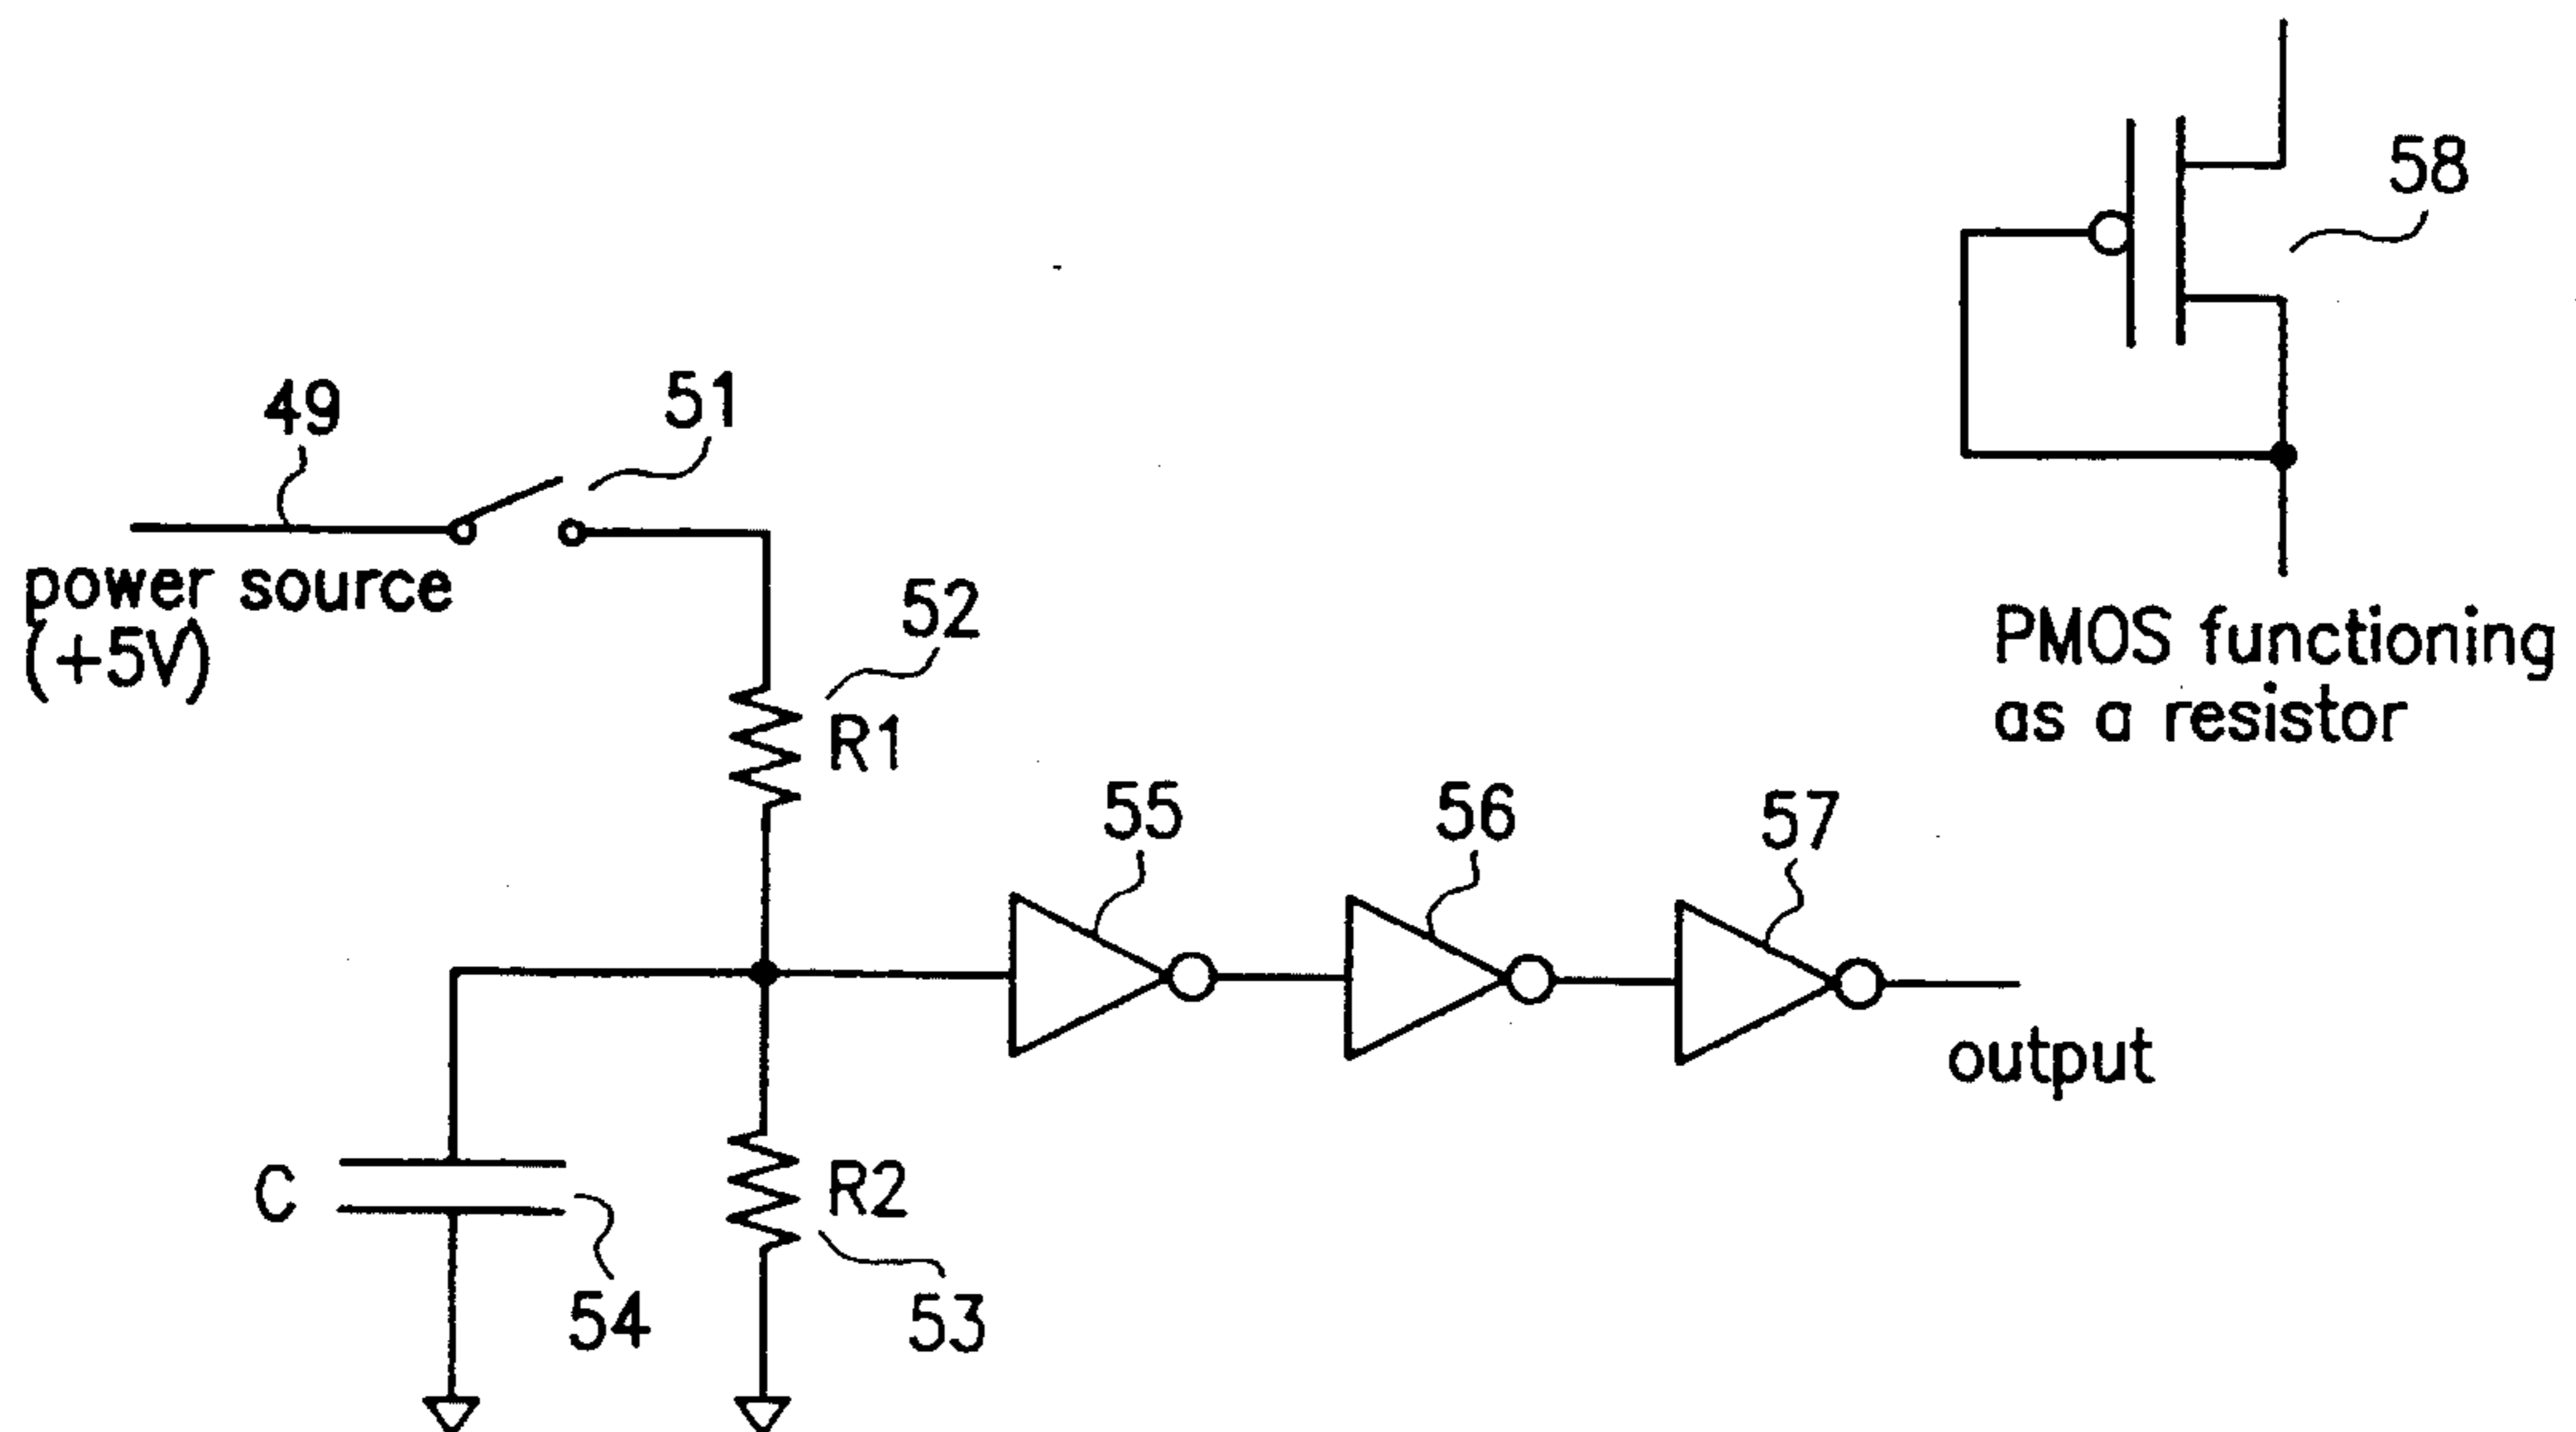 58
49
51
power source
(+5V)
52
R1
PMOS functioning
as a resistor
55
56
57
output
C
R2
54
53